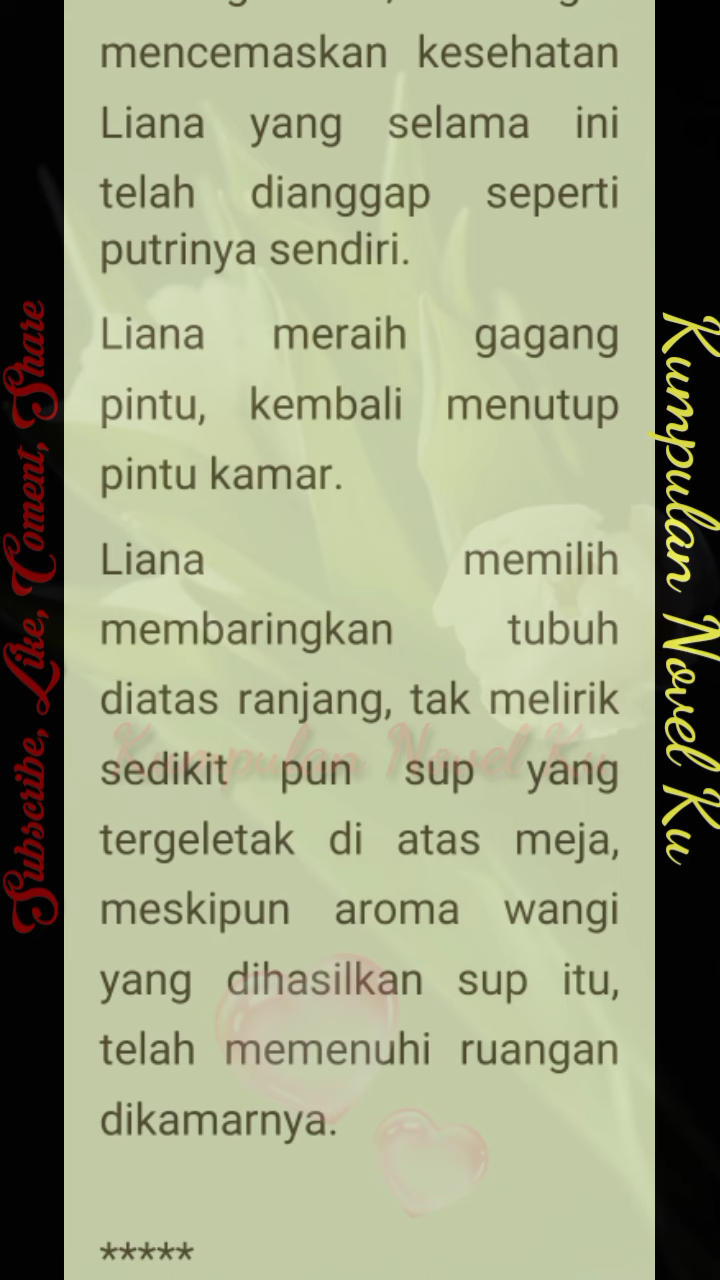 mencemaskan kesehatan
Liana yang selama ini
telah dianggap seperti
putrinya sendiri.
Liana meraih gagang
pintu, kembali menutup
pintu kamar.
Liana memilih
membaringkan tubuh
diatas ranjang, tak melirik
sedikit pun sup yang
tergeletak di atas meja,
meskipun aroma wangi
yang dihasilkan sup itu,
telah memenuhi ruangan
dikamarnya.
*****
Subscribe, Like, Coment, Share
Kumpulan Novel Ku
Kumpulan Novel Ku